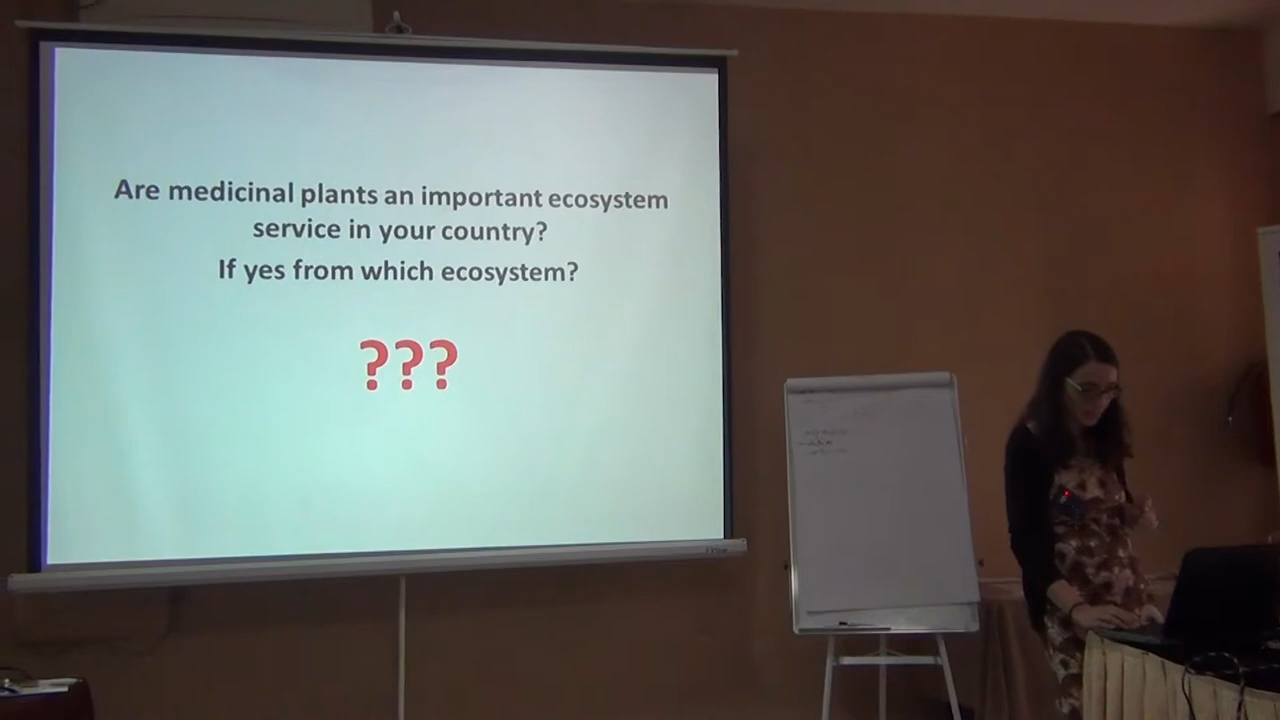 Are medicinal plants an important ecosystem
service in your country?
If yes from which ecosystem?
???